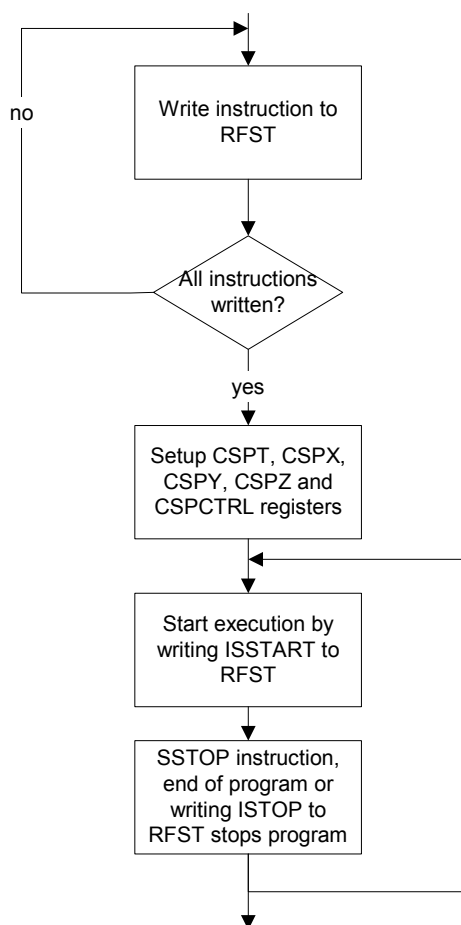 no
Write instruction to
RFST
All instructions
written?
yes
Setup CSPT, CSPX,
CSPY, CSPZ and
CSPCTRL registers
Start execution by
writing ISSTART to
RFST
SSTOP instruction,
end of program or
writing ISTOP to
RFST stops program